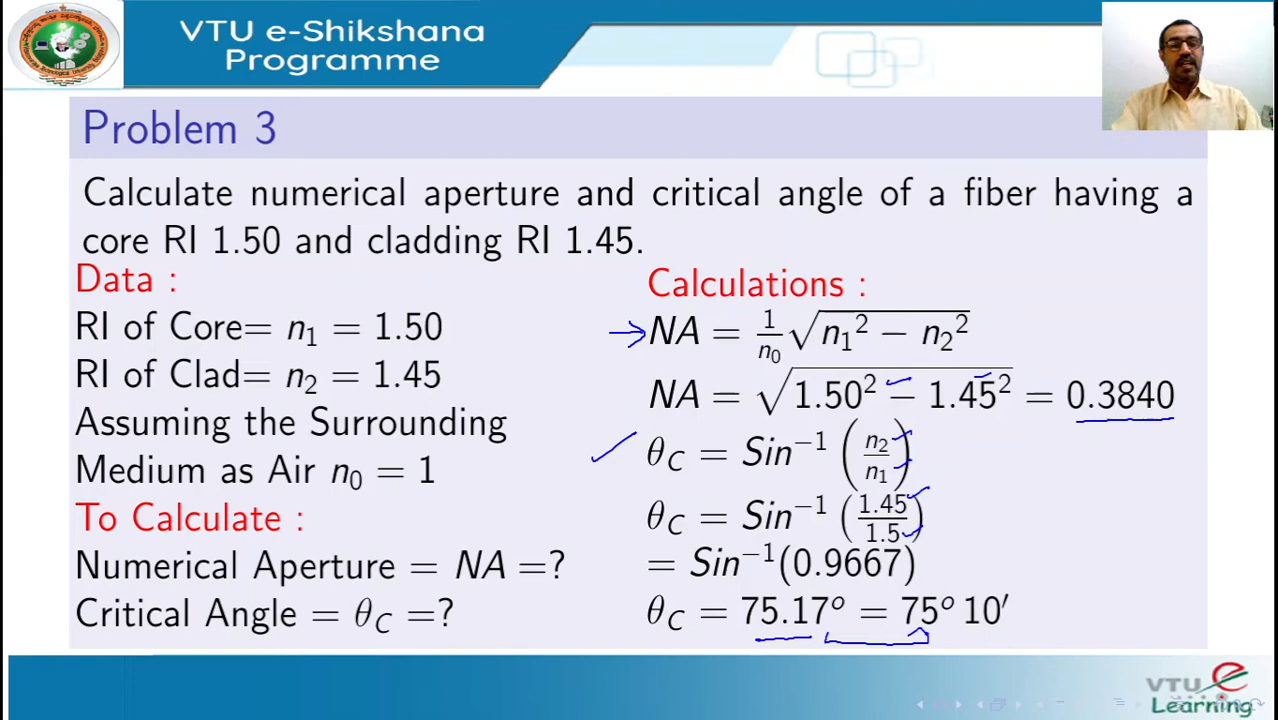 VTU e-Shikshana
Programme
Problem 3
Calculate numerical aperture and critical angle of a fiber having a
core RI 1.50 and cladding RI 1.45.
Data :
RI of Core= n₁ = 1.50
RI of Clad= n₂ = 1.45
Assuming the Surrounding
Medium as Air n₀ = 1
To Calculate :
Numerical Aperture = NA =?
Critical Angle = θ_C =?
Calculations :
NA = 1/n₀ √(n₁² − n₂²)
NA = √(1.50² − 1.45²) = 0.3840
θ_C = Sin⁻¹ (n₂/n₁)
θ_C = Sin⁻¹ (1.45/1.5)
= Sin⁻¹(0.9667)
θ_C = 75.17° = 75° 10′
VTU e
Learning